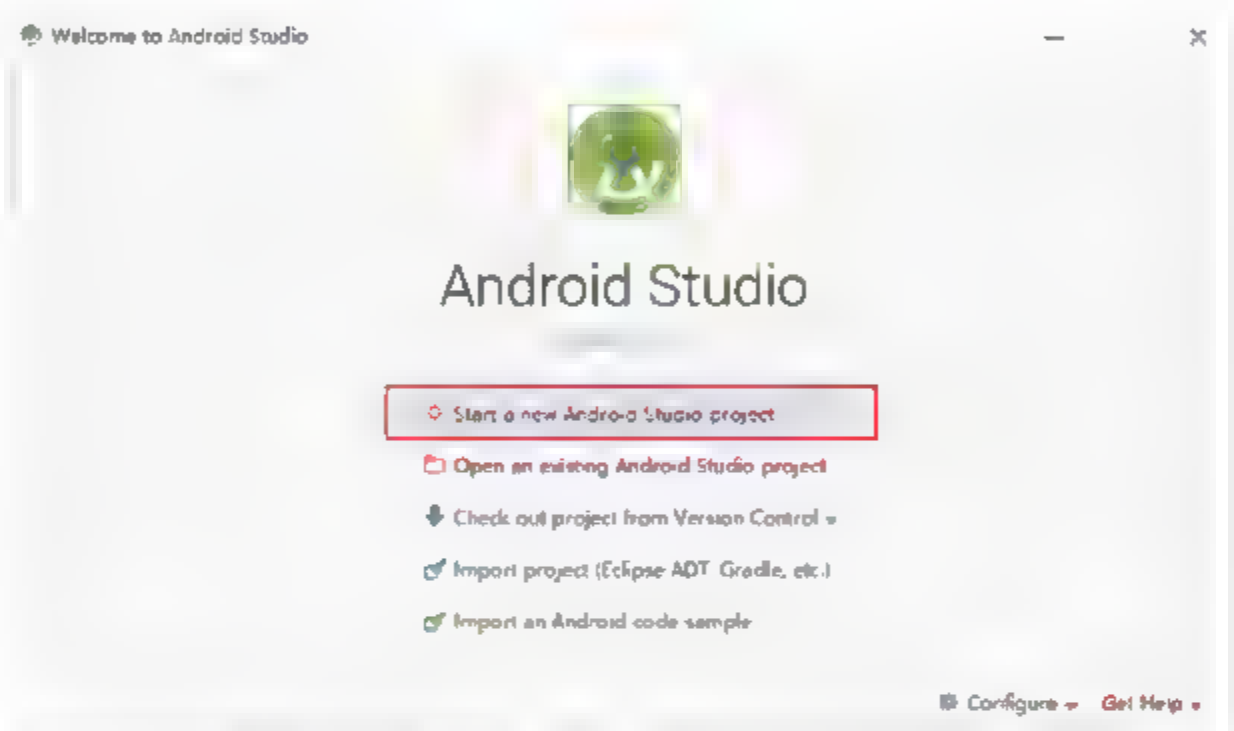 Welcome to Android Studio
Android Studio
Start a new Android Studio project
Open an existing Android Studio project
Check out project from Version Control
Import project (Eclipse ADT, Gradle, etc.)
Import an Android code sample
Configure Get Help